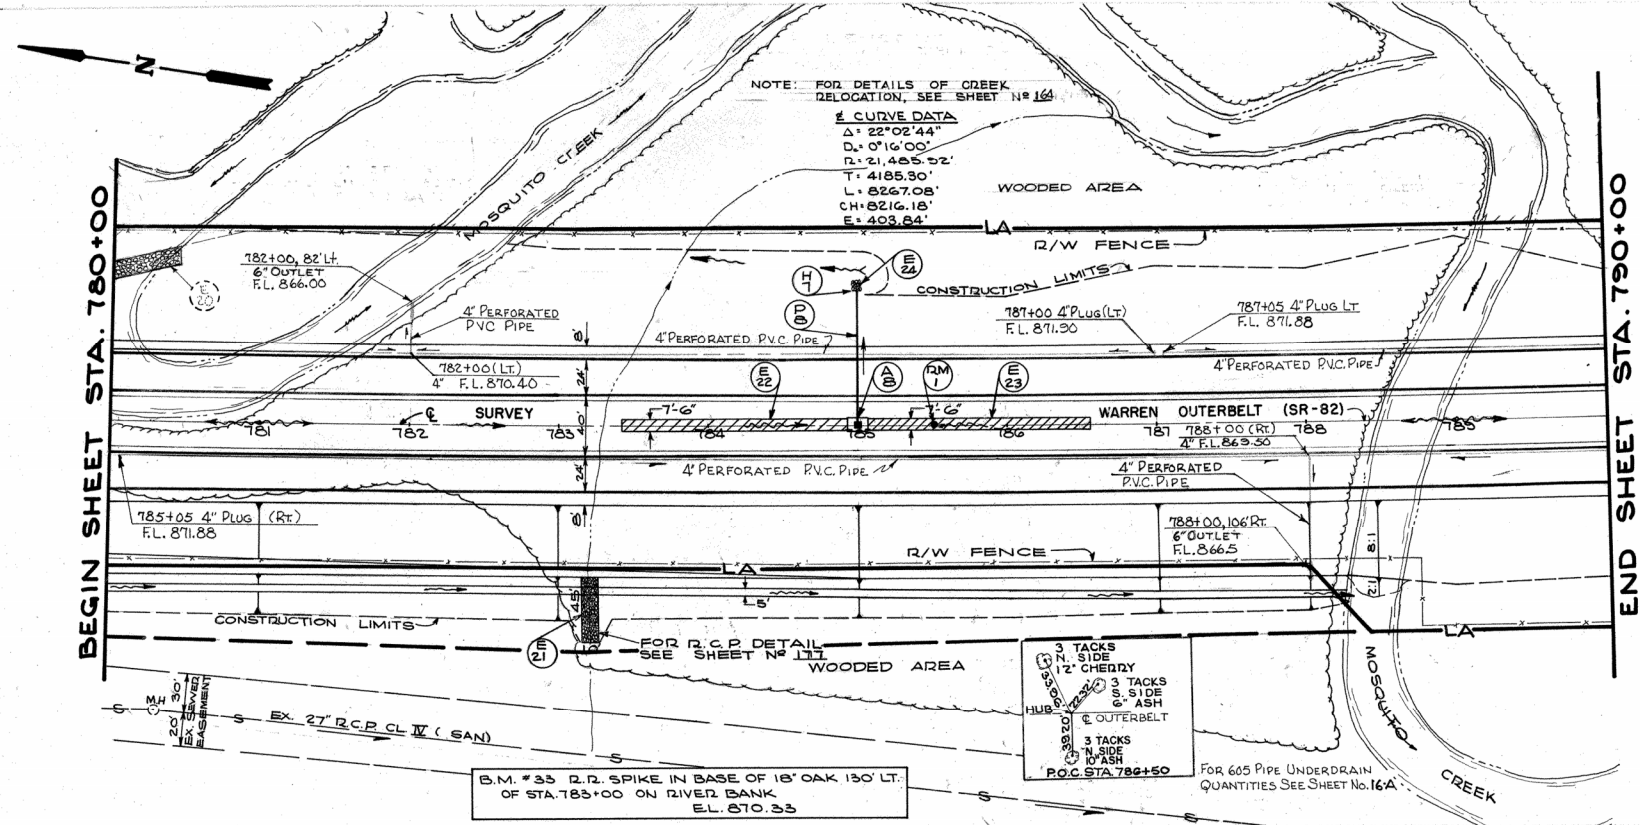 N
NOTE: FOR DETAILS OF CREEK
RELOCATION, SEE SHEET Nº 164
℄ CURVE DATA
Δ = 22°02'44"
Dc = 0°16'00"
R = 21,485.92'
T = 4185.30'
L = 8267.08'
CH = 8216.18'
E = 403.84'
MOSQUITO CREEK
WOODED AREA
LA
R/W FENCE
BEGIN SHEET STA. 780+00
END SHEET STA. 790+00
E
20
782+00, 82' Lt.
6" OUTLET
F.L. 866.00
4" PERFORATED
PVC PIPE
782+00 (LT.)
4" F.L. 870.40
H
7
E
24
P
8
CONSTRUCTION LIMITS
787+00 4" PLUG (LT)
F.L. 871.90
787+05 4" PLUG LT
F.L. 871.88
4" PERFORATED P.V.C. PIPE
4" PERFORATED P.V.C. PIPE
8'
24'
40'
24'
8'
E
22
A
8
RM
1
E
23
7'-6"
7'-6"
℄ SURVEY
WARREN OUTERBELT (SR-82)
781
782
783
784
785
786
787
788
789
788+00 (RT.)
4" F.L. 869.50
4" PERFORATED P.V.C. PIPE
4" PERFORATED
P.V.C. PIPE
785+05 4" PLUG (RT.)
F.L. 871.88
788+00, 106' Rt.
6" OUTLET
F.L. 866.5
8:1
2:1
R/W FENCE
LA
5'
45'
CONSTRUCTION LIMITS
E
21
FOR R.C.P. DETAIL
SEE SHEET Nº 177
WOODED AREA
LA
3 TACKS
N. SIDE
12" CHERRY
3 TACKS
S. SIDE
6" ASH
HUB
22.32'
℄ OUTERBELT
39.20'
3 TACKS
N. SIDE
10" ASH
P.O.C. STA. 786+50
MOSQUITO
CREEK
M.H
S
30'
20'
EX. SEWER
EASEMENT
S
EX. 27" R.C.P. CL. IV (SAN)
S
S
S
B.M. #33 R.R. SPIKE IN BASE OF 18" OAK 130' LT.
OF STA. 783+00 ON RIVER BANK
EL. 870.33
FOR 605 PIPE UNDERDRAIN
QUANTITIES SEE SHEET No. 16-A